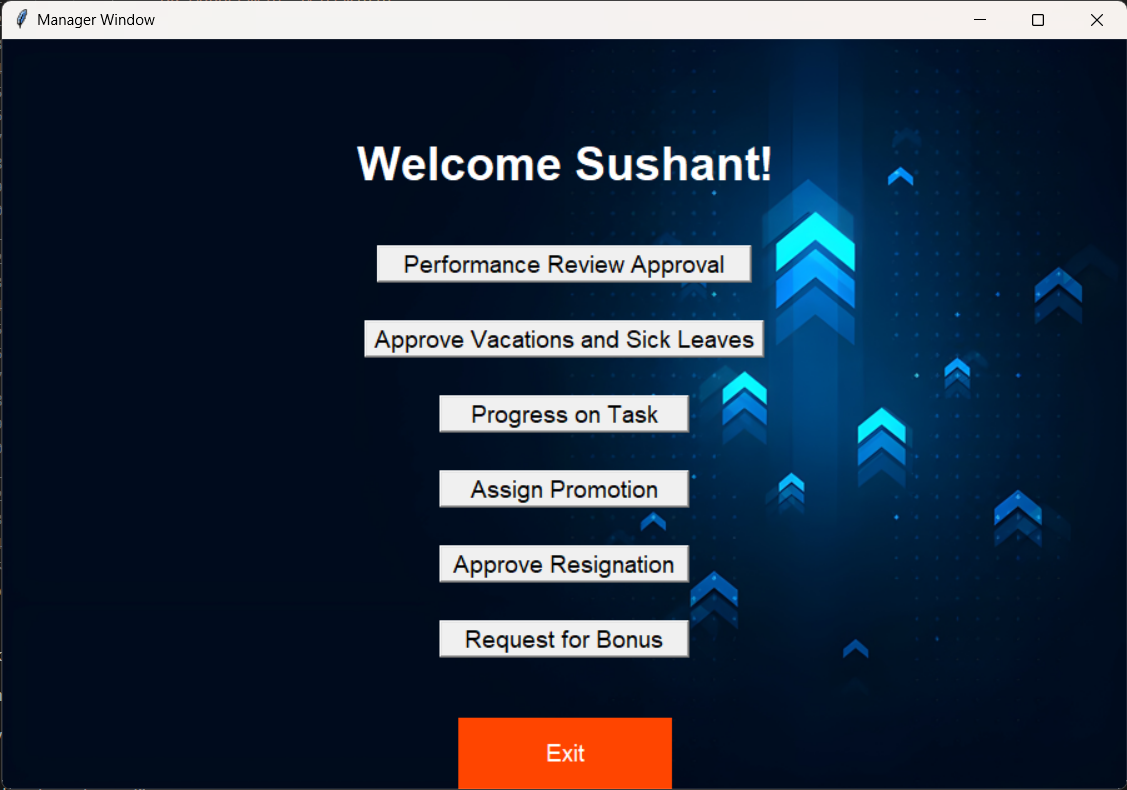 Manager Window
Welcome Sushant!
Performance Review Approval
Approve Vacations and Sick Leaves
Progress on Task
Assign Promotion
Approve Resignation
Request for Bonus
Exit